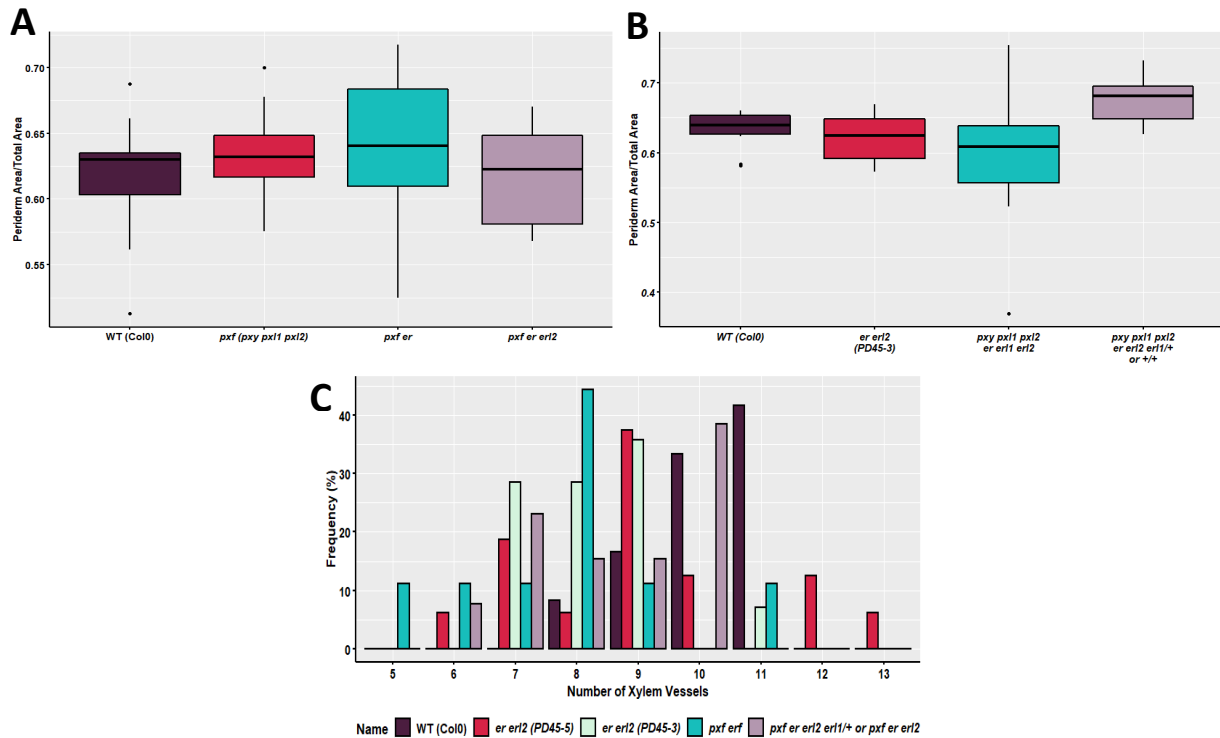 A
Periderm Area/Total Area
0.70
0.65
0.60
0.55
WT (Col0)
pxf (pxy pxl1 pxl2)
pxf er
pxf er erl2
B
Periderm Area/Total Area
0.7
0.6
0.5
0.4
WT (Col0)
er erl2
(PD45-3)
pxy pxl1 pxl2
er erl1 erl2
pxy pxl1 pxl2
er erl2 erl1/+
or +/+
C
Frequency (%)
40
30
20
10
0
5 6 7 8 9 10 11 12 13
Number of Xylem Vessels
Name WT (Col0) er erl2 (PD45-5) er erl2 (PD45-3) pxf erf pxf er erl2 erl1/+ or pxf er erl2